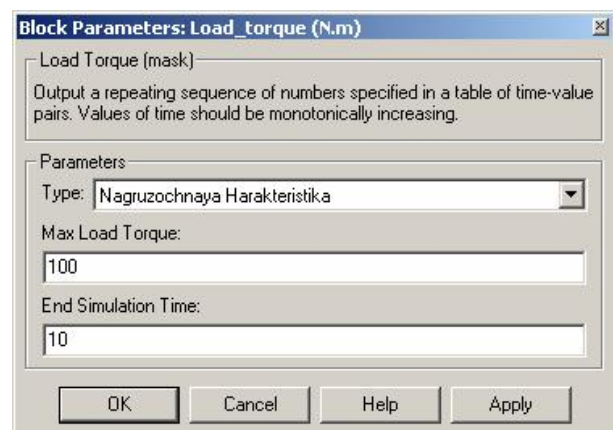 Block Parameters: Load_torque (N.m)
Load Torque (mask)
Output a repeating sequence of numbers specified in a table of time-value
pairs. Values of time should be monotonically increasing.
Parameters
Type: Nagruzochnaya Harakteristika
Max Load Torque:
100
End Simulation Time:
10
OK Cancel Help Apply